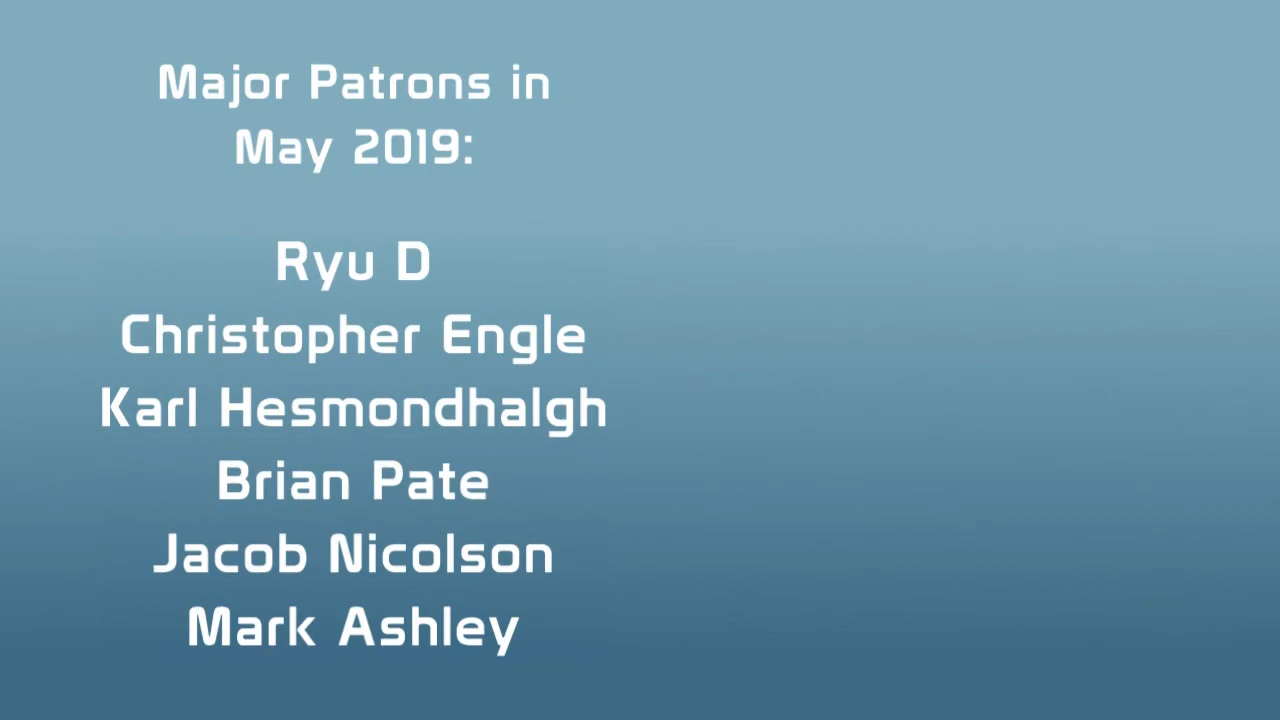 Major Patrons in
May 2019:
Ryu D
Christopher Engle
Karl Hesmondhalgh
Brian Pate
Jacob Nicolson
Mark Ashley